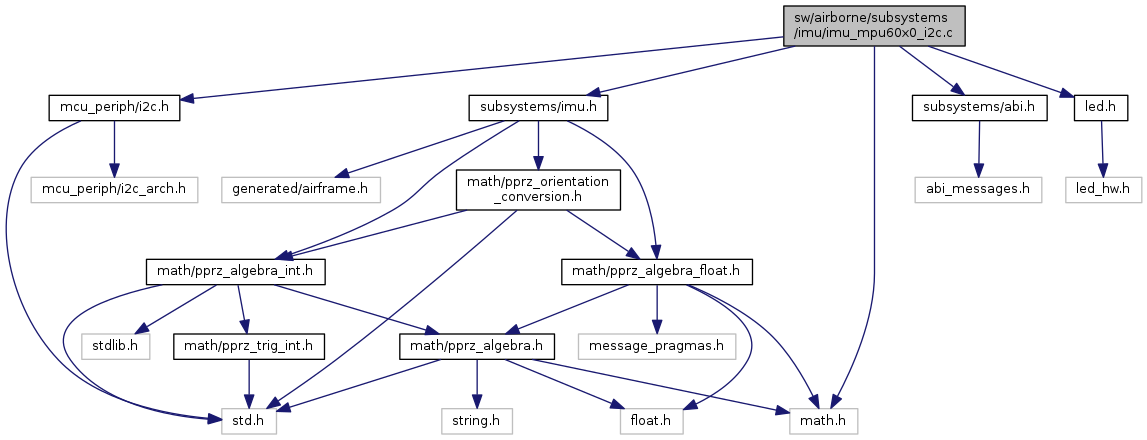 sw/airborne/subsystems
/imu/imu_mpu60x0_i2c.c
mcu_periph/i2c.h
subsystems/imu.h
subsystems/abi.h
led.h
mcu_periph/i2c_arch.h
generated/airframe.h
math/pprz_orientation
_conversion.h
abi_messages.h
led_hw.h
math/pprz_algebra_int.h
math/pprz_algebra_float.h
stdlib.h
math/pprz_trig_int.h
math/pprz_algebra.h
message_pragmas.h
std.h
string.h
float.h
math.h